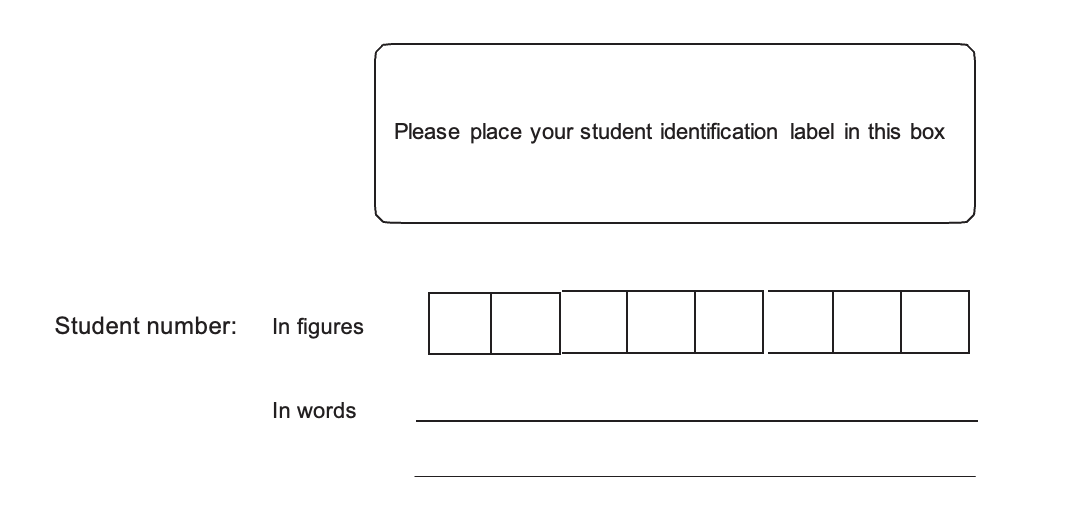 Please place your student identification label in this box
Student number: In figures
In words